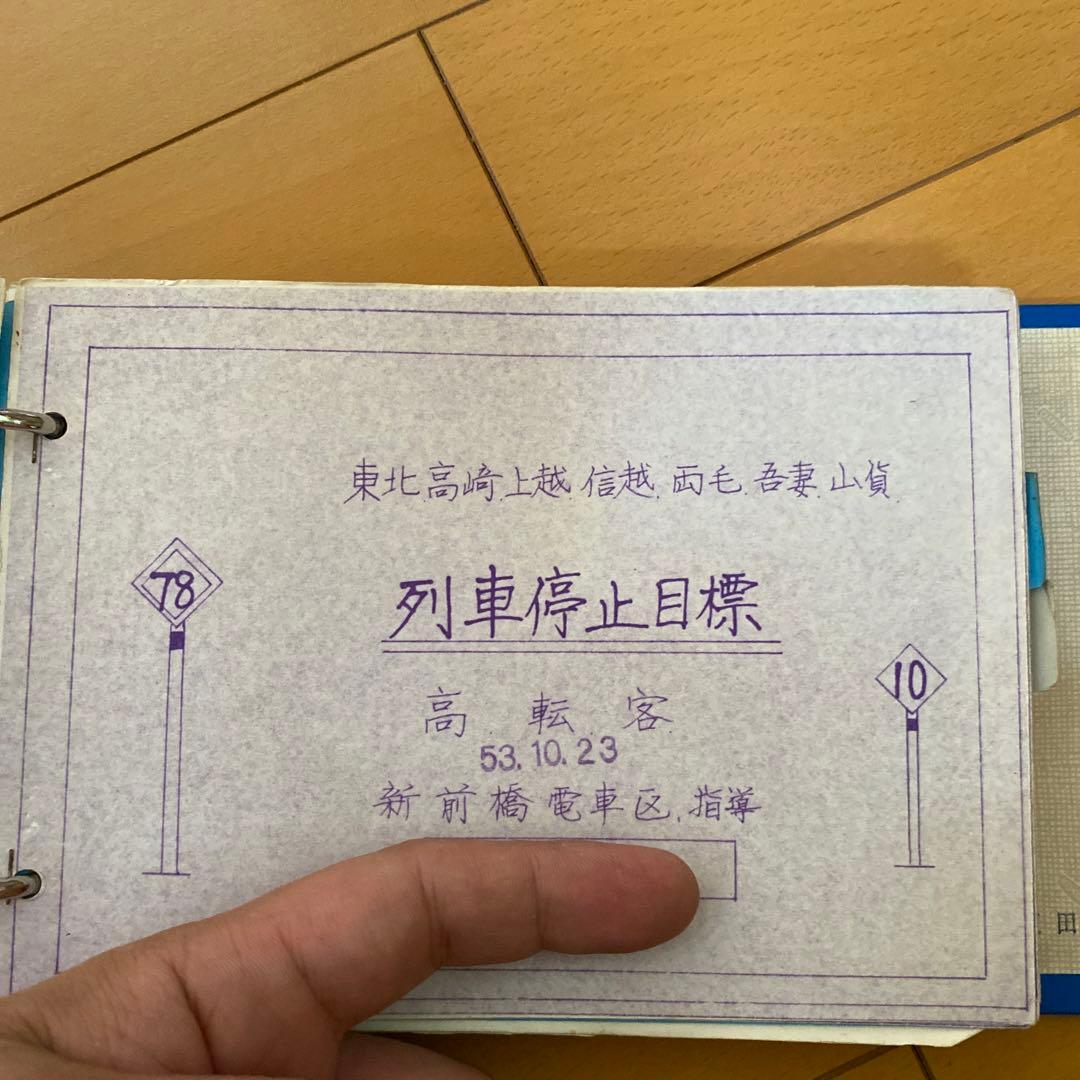 東北.高崎.上越.信越.両毛.吾妻.山貨.
78
列車停止目標
10
高.転.客.
53.10.23
新前橋電車区.指導
田